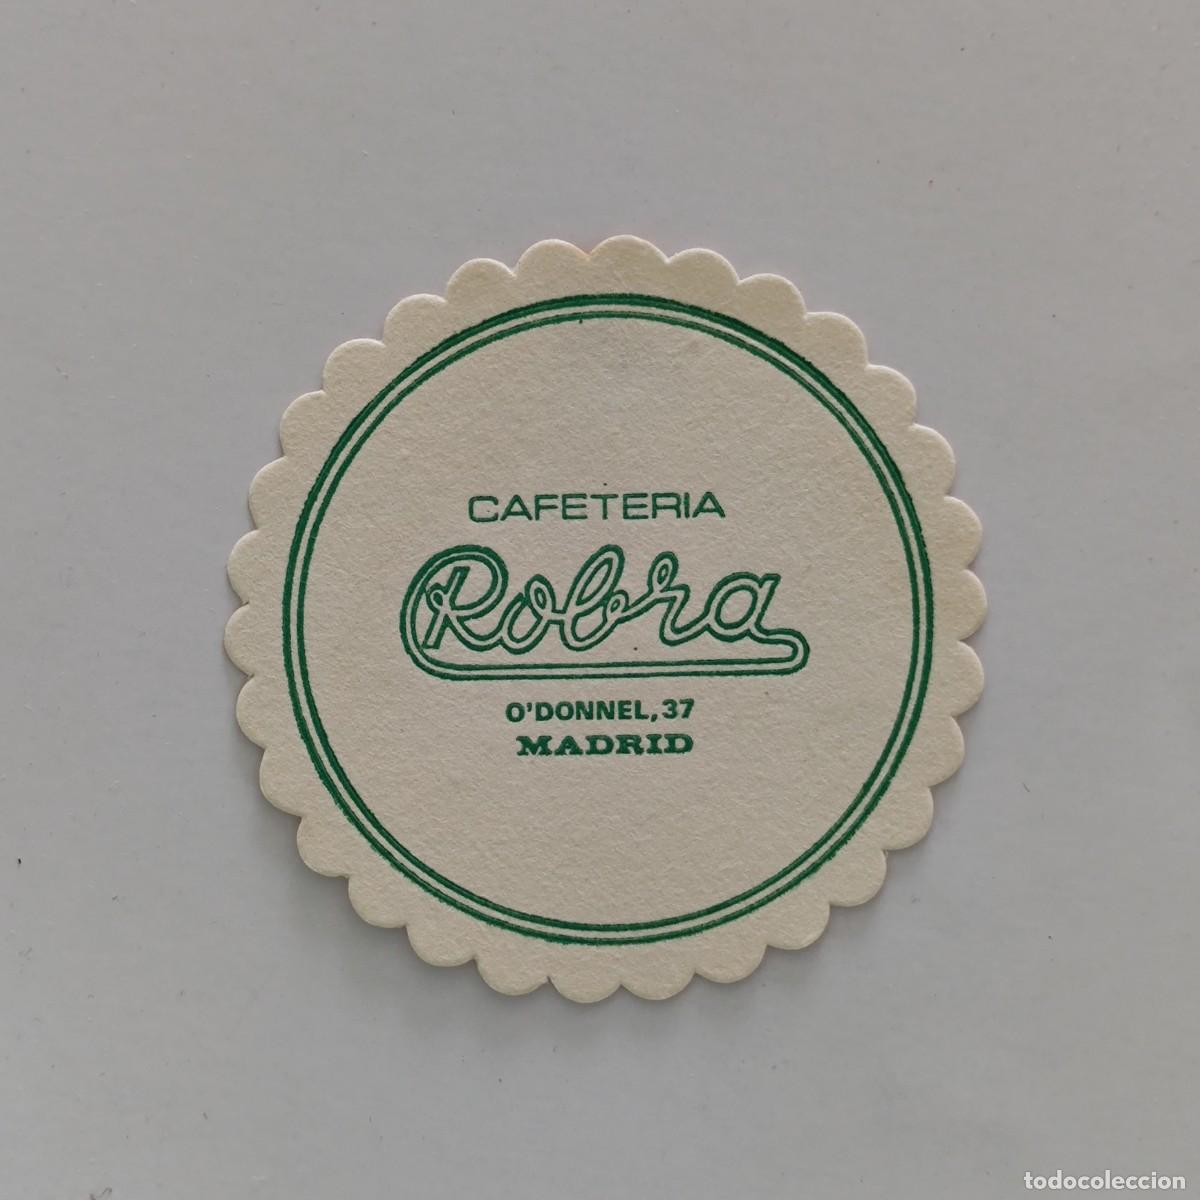 CAFETERIA
Robra
O'DONNEL, 37
MADRID
todocoleccion